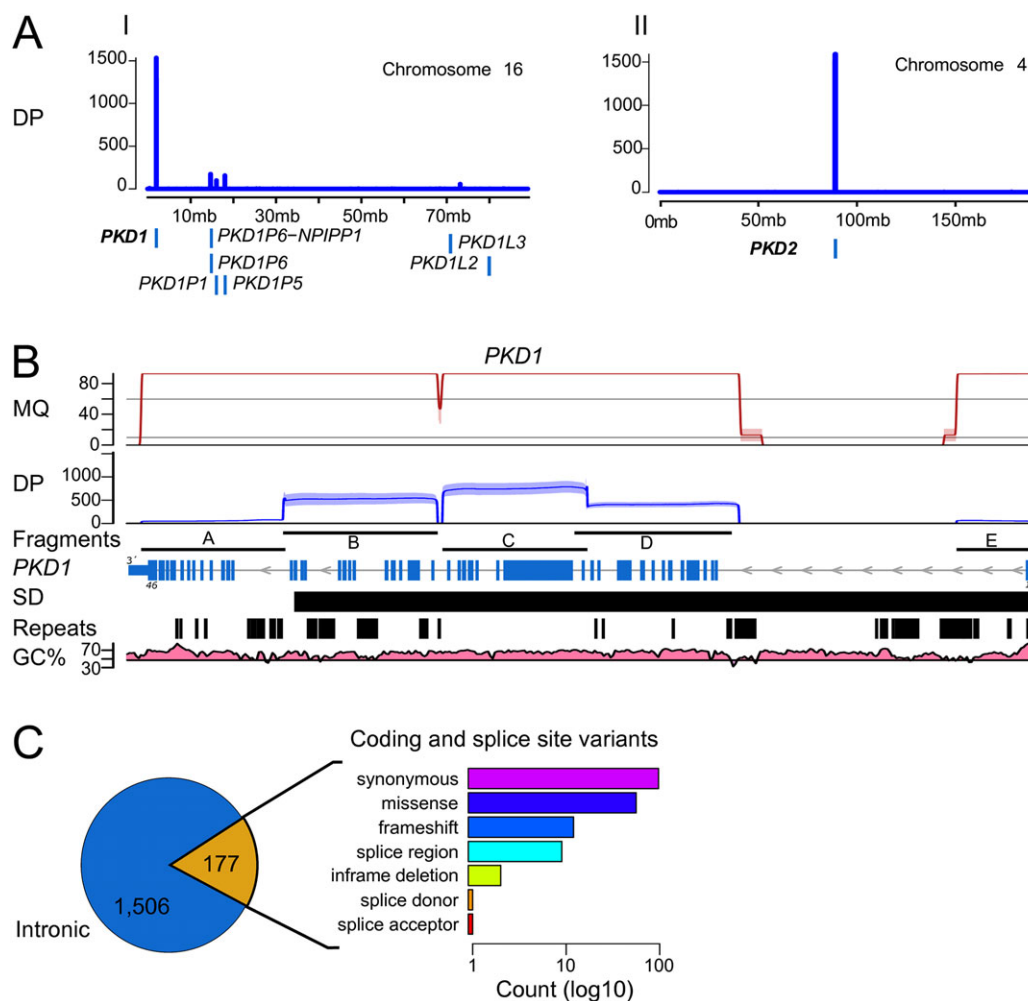 A
I
II
DP
1500
1000
500
0
Chromosome 16
10mb 30mb 50mb 70mb
PKD1
PKD1P6−NPIPP1
PKD1P6
PKD1P1
PKD1P5
PKD1L3
PKD1L2
1500
1000
500
0
Chromosome 4
0mb 50mb 100mb 150mb
PKD2
B
PKD1
MQ
80
40
0
DP
1000
500
0
Fragments
A
B
C
D
E
PKD1
3´
46
SD
Repeats
GC%
70
30
C
Coding and splice site variants
177
1,506
Intronic
synonymous
missense
frameshift
splice region
inframe deletion
splice donor
splice acceptor
1 10 100
Count (log10)